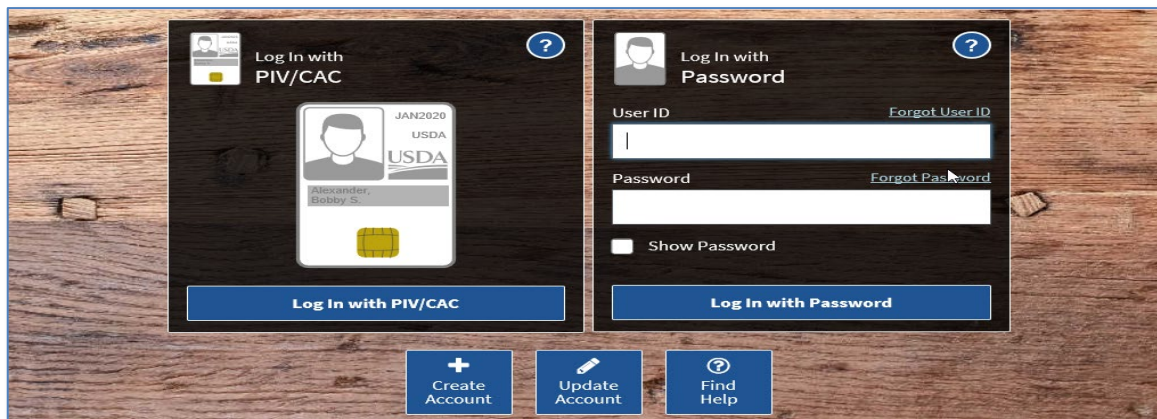 Log In with
PIV/CAC
?
JAN2020
USDA
USDA
Alexander,
Bobby S.
Log In with PIV/CAC
Log In with
Password
?
User ID
Forgot User ID
Password
Forgot Password
Show Password
Log In with Password
Create
Account
Update
Account
?
Find
Help